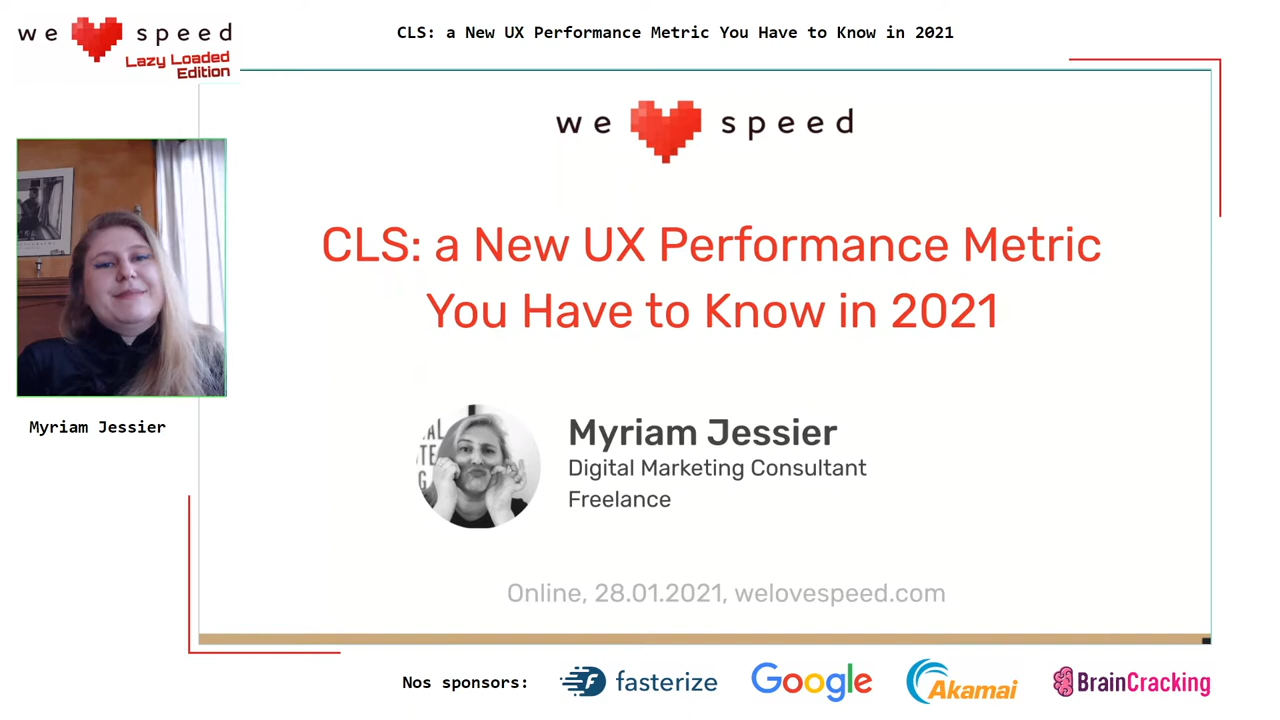 we speed
Lazy Loaded
Edition
CLS: a New UX Performance Metric You Have to Know in 2021
we speed
CLS: a New UX Performance Metric
You Have to Know in 2021
Myriam Jessier
Myriam Jessier
Digital Marketing Consultant
Freelance
Online, 28.01.2021, welovespeed.com
Nos sponsors: fasterize Google Akamai BrainCracking